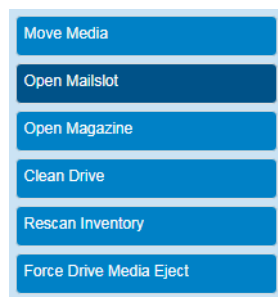 Move Media
Open Mailslot
Open Magazine
Clean Drive
Rescan Inventory
Force Drive Media Eject